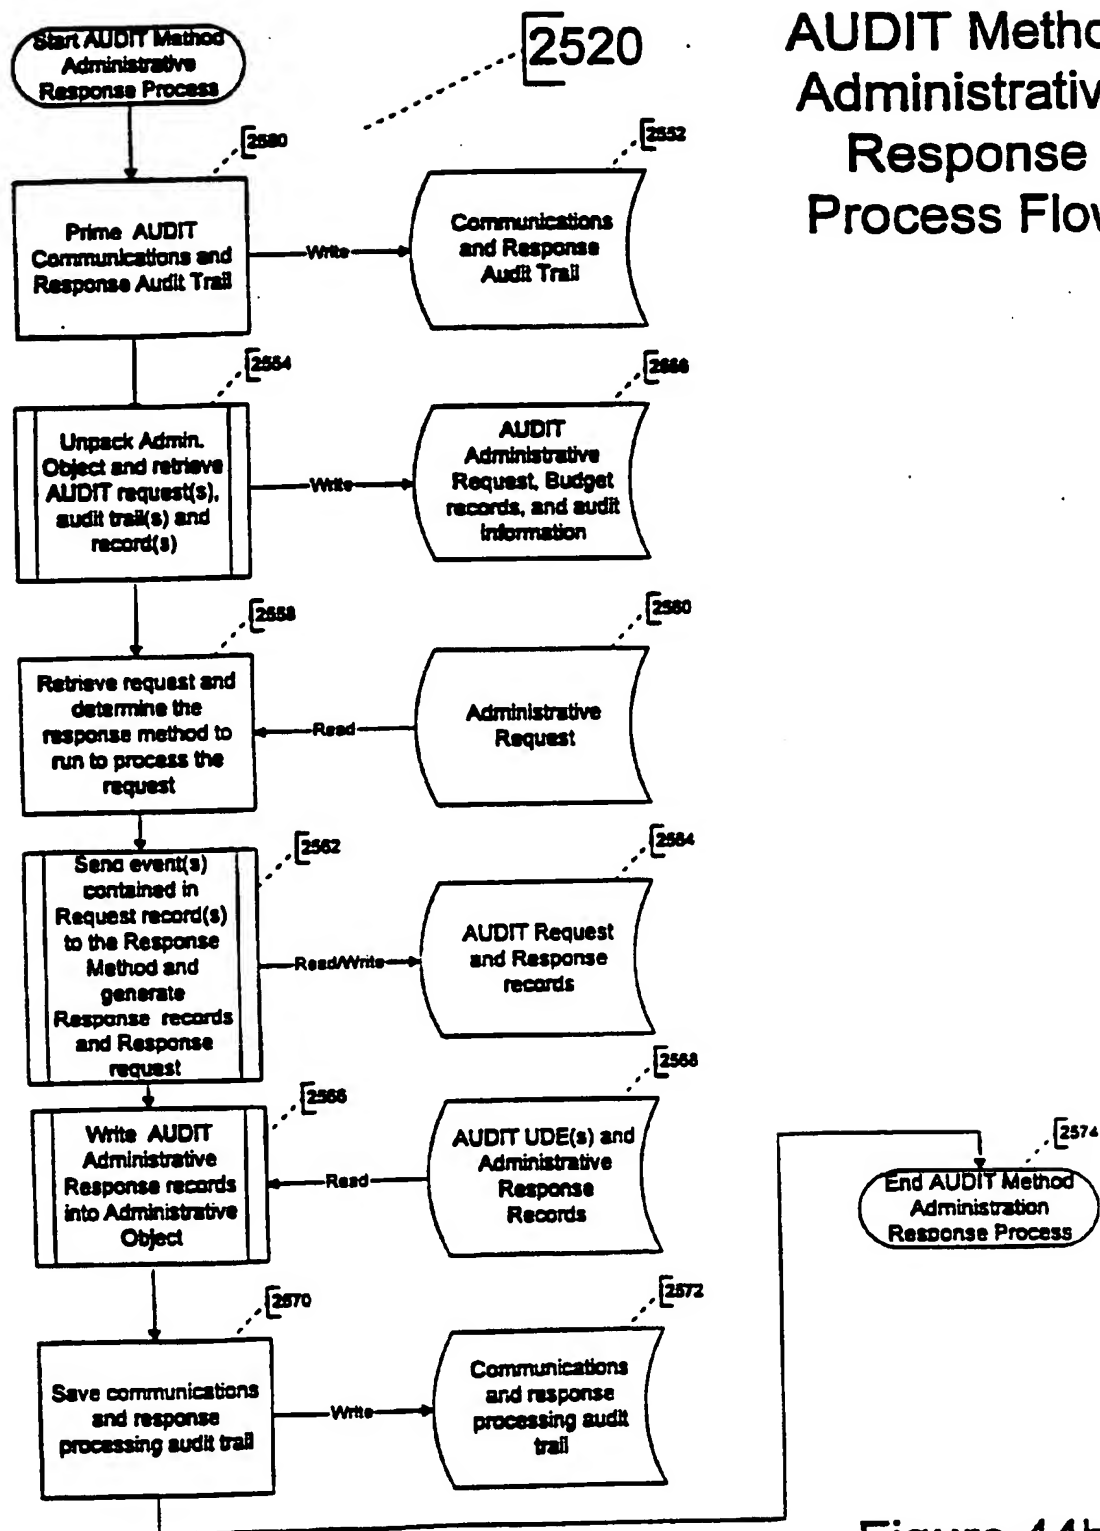 AUDIT Metho
Administrativ
Response
Process Flov
2520
Start AUDIT Method
Administrative
Response Process
2580
Prime AUDIT
Communications and
Response Audit Trail
Write
2552
Communications
and Response
Audit Trail
2554
Unpack Admin.
Object and retrieve
AUDIT request(s),
audit trail(s) and
record(s)
Write
2556
AUDIT
Administrative
Request, Budget
records, and audit
information
2558
Retrieve request and
determine the
response method to
run to process the
request
Read
2560
Administrative
Request
2562
Send event(s)
contained in
Request record(s)
to the Response
Method and
generate
Response records
and Response
request
Read/Write
2564
AUDIT Request
and Response
records
2566
Write AUDIT
Administrative
Response records
into Administrative
Object
Read
2568
AUDIT UDE(s) and
Administrative
Response
Records
2570
Save communications
and response
processing audit trail
Write
2572
Communications
and response
processing audit
trail
2574
End AUDIT Method
Administration
Response Process
Figure 44b